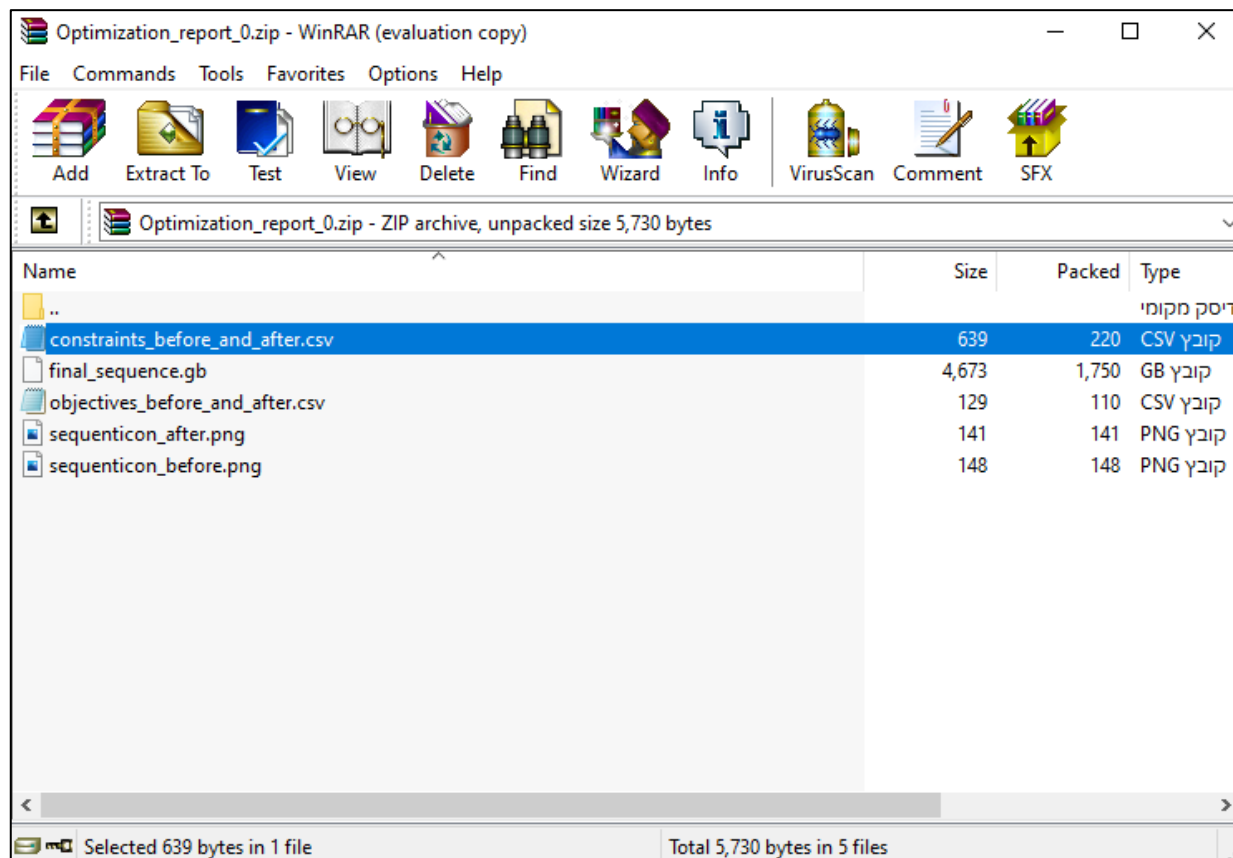 Optimization_report_0.zip - WinRAR (evaluation copy)
File Commands Tools Favorites Options Help
Add Extract To Test View Delete Find Wizard Info VirusScan Comment SFX
Optimization_report_0.zip - ZIP archive, unpacked size 5,730 bytes
Name Size Packed Type
.. דיסק מקומי
constraints_before_and_after.csv 639 220 קובץ CSV
final_sequence.gb 4,673 1,750 קובץ GB
objectives_before_and_after.csv 129 110 קובץ CSV
sequenticon_after.png 141 141 קובץ PNG
sequenticon_before.png 148 148 קובץ PNG
Selected 639 bytes in 1 file Total 5,730 bytes in 5 files